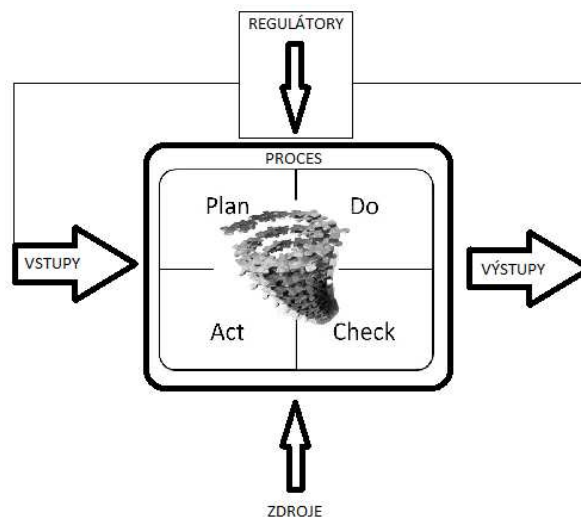 REGULÁTORY
PROCES
Plan
Do
VSTUPY
VÝSTUPY
Act
Check
ZDROJE